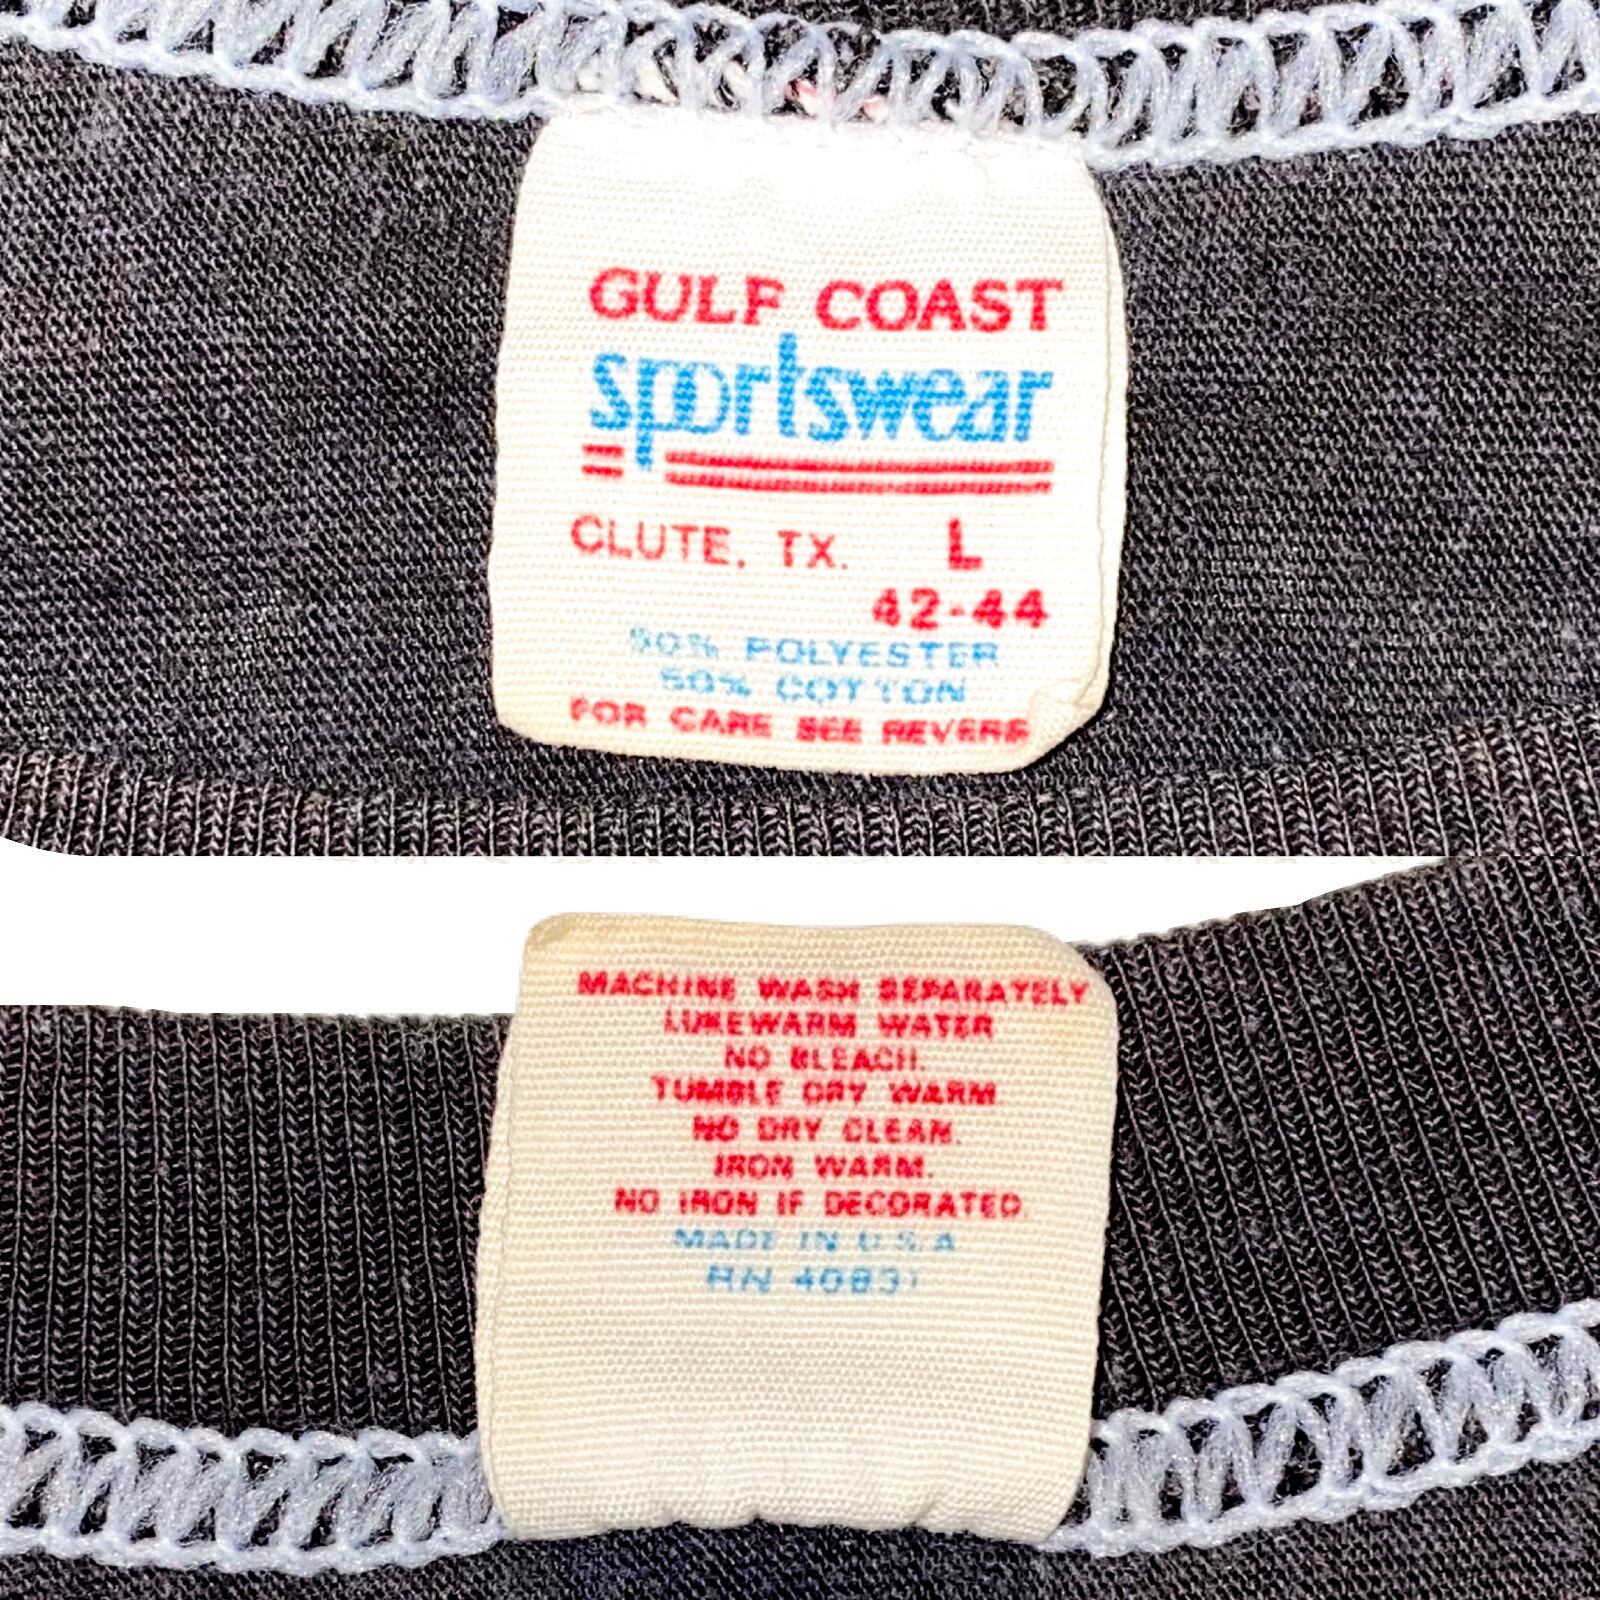 GULF COAST
sportswear
CLUTE, TX. L
42-44
50% POLYESTER
50% COTTON
FOR CARE SEE REVERS
MACHINE WASH SEPARATELY
LUKEWARM WATER
NO BLEACH.
TUMBLE DRY WARM
NO DRY CLEAN.
IRON WARM.
NO IRON IF DECORATED.
MADE IN U.S.A
RN 40831